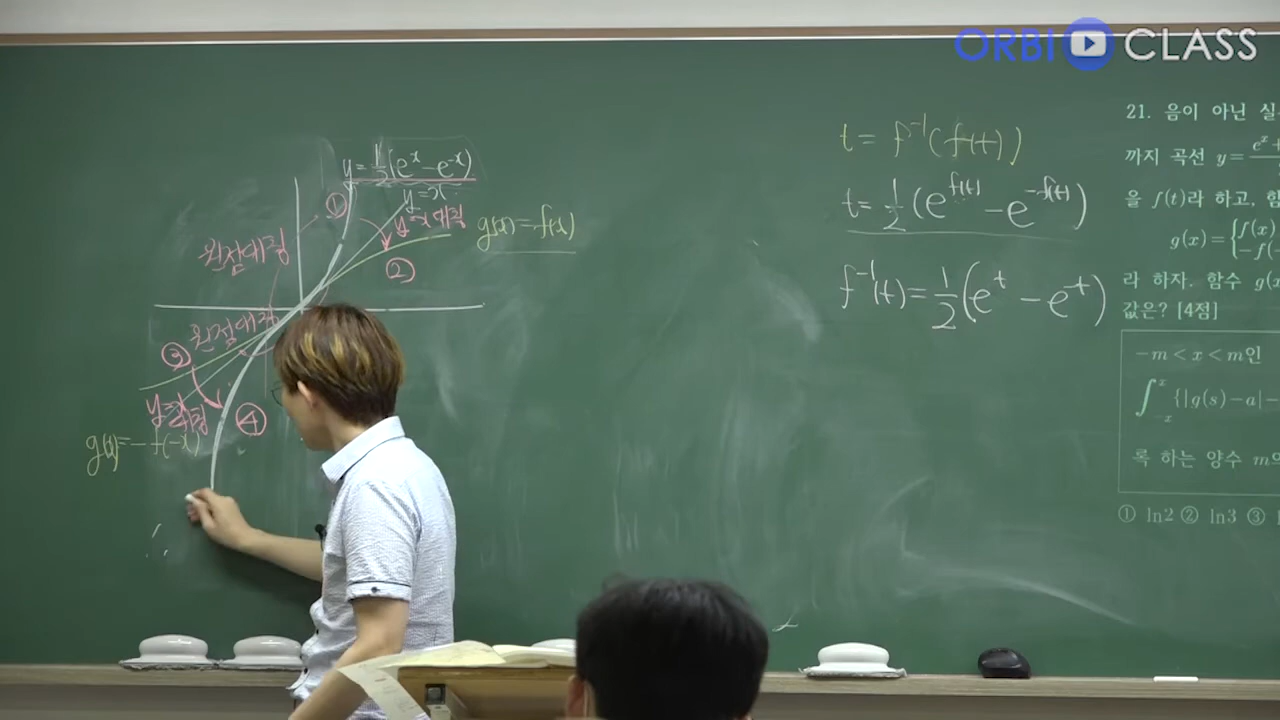 ORBI CLASS
y=½(eˣ-e⁻ˣ)
y=x
①
y=x 대칭
g(x)=f(x)
원점대칭
②
원점대칭
③
④
g(x)=-f(-x)
∴
t= f⁻¹(f(t))
t=½(e^f(t) -e^-f(t))
f⁻¹(t)=½(eᵗ -e⁻ᵗ)
21. 음이 아닌 실
까지 곡선 y=
을 f(t)라 하고, 함
g(x)={f(x)
-f(-
라 하자. 함수 g(x
값은? [4점]
-m<x<m인
∫ {|g(s)-a|-
록 하는 양수 m의
① ln2 ② ln3 ③